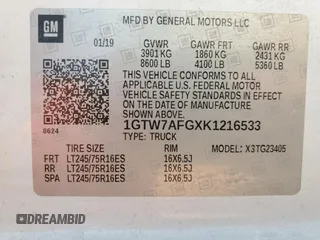 GM
MFD BY GENERAL MOTORS LLC
01/19 GVWR GAWR FRT GAWR RR
3901 KG 1860 KG 2431 KG
8600 LB 4100 LB 5360 LB
THIS VEHICLE CONFORMS TO ALL
APPLICABLE U.S. FEDERAL MOTOR
VEHICLE SAFETY STANDARDS IN
EFFECT ON THE DATE OF
MANUFACTURE SHOWN ABOVE.
1GTW7AFGXK1216533
8624
TYPE: TRUCK
MODEL: X3TG23405
TIRE SIZE RIM
FRT LT245/75R16ES 16X6.5J
RR LT245/75R16ES 16X6.5J
SPA LT245/75R16ES 16X6.5J
DREAMBID